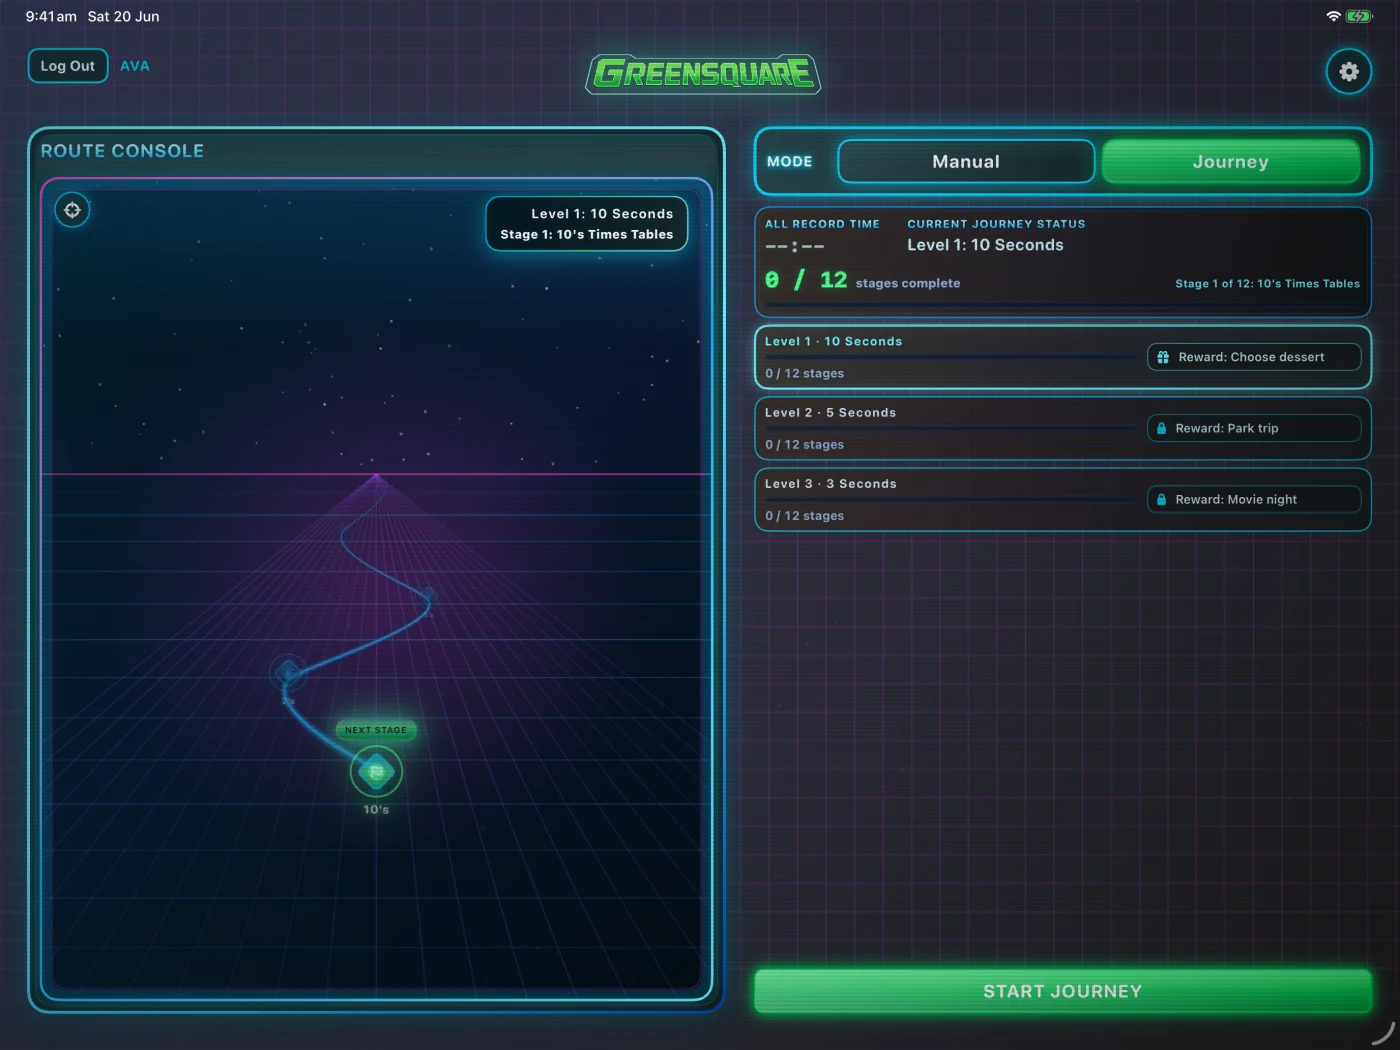 9:41 am Sat 20 Jun
Log Out AVA
GREENSQUARE
ROUTE CONSOLE
Level 1: 10 Seconds
Stage 1: 10's Times Tables
NEXT STAGE
2's
10's
MODE Manual Journey
ALL RECORD TIME CURRENT JOURNEY STATUS
--:-- Level 1: 10 Seconds
0 / 12 stages complete Stage 1 of 12: 10's Times Tables
Level 1 · 10 Seconds
0 / 12 stages
Reward: Choose dessert
Level 2 · 5 Seconds
0 / 12 stages
Reward: Park trip
Level 3 · 3 Seconds
0 / 12 stages
Reward: Movie night
START JOURNEY